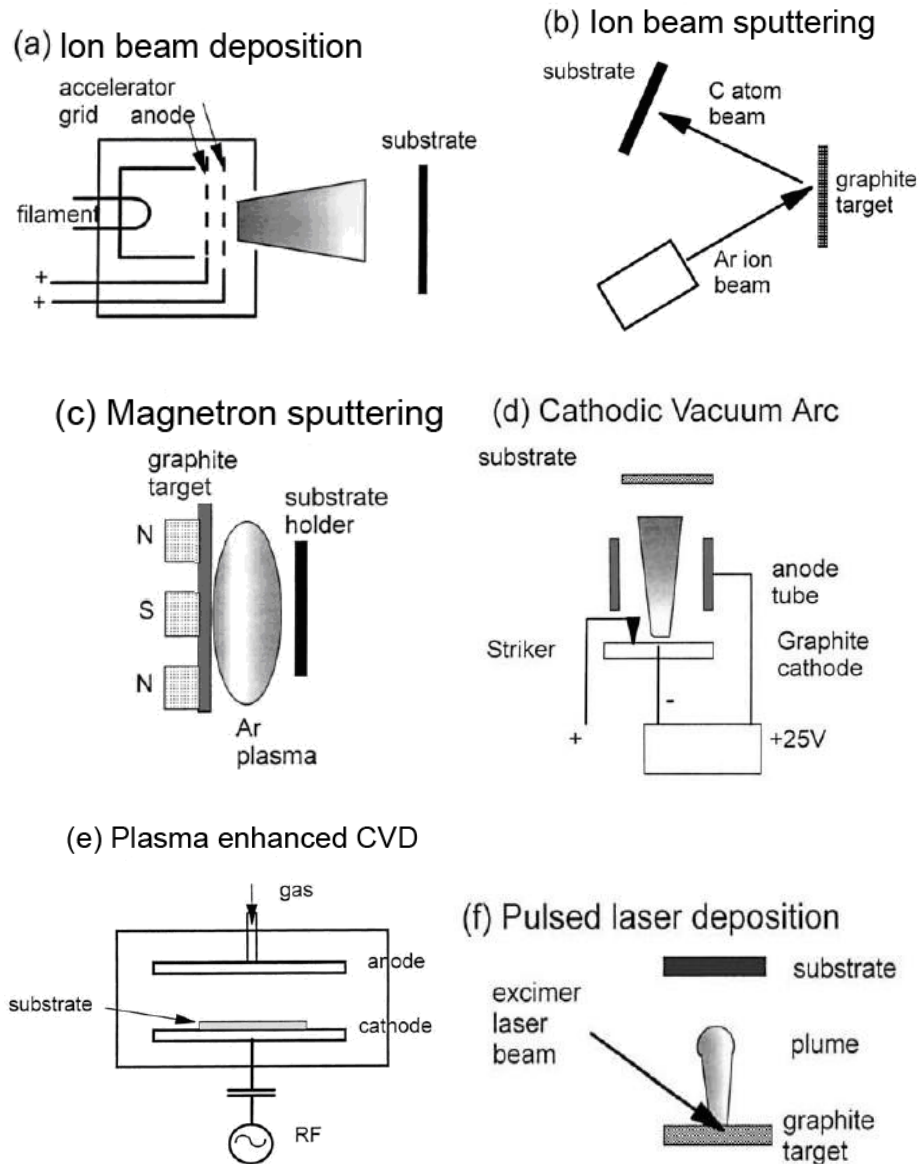 (a) Ion beam deposition
accelerator
grid
anode
substrate
filament
+
+
(b) Ion beam sputtering
substrate
C atom
beam
graphite
target
Ar ion
beam
(c) Magnetron sputtering
graphite
target
substrate
holder
N
S
N
Ar
plasma
(d) Cathodic Vacuum Arc
substrate
anode
tube
Striker
Graphite
cathode
-
+
+25V
(e) Plasma enhanced CVD
gas
anode
substrate
cathode
RF
(f) Pulsed laser deposition
substrate
excimer
laser
beam
plume
graphite
target